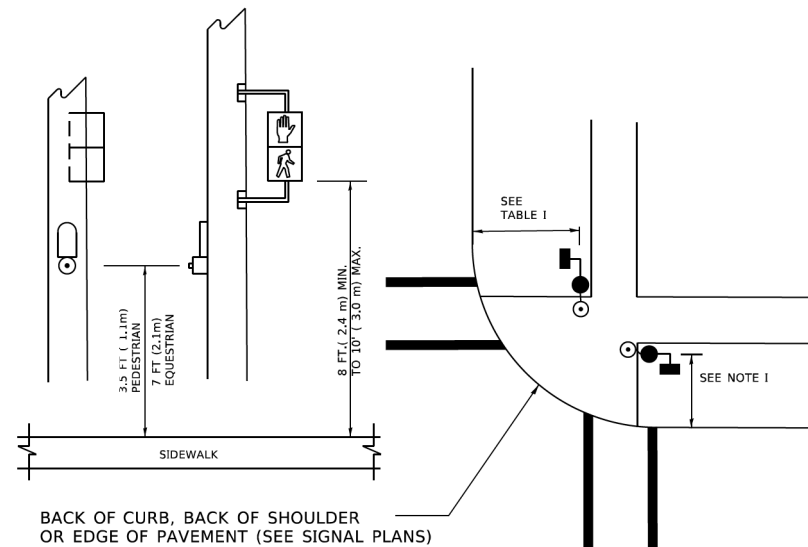 3.5 FT ( 1.1m)
PEDESTRIAN
7 FT (2.1m)
EQUESTRIAN
8 FT.( 2.4 m) MIN.
TO 10' ( 3.0 m) MAX.
SIDEWALK
SEE
TABLE I
SEE NOTE I
BACK OF CURB, BACK OF SHOULDER
OR EDGE OF PAVEMENT (SEE SIGNAL PLANS)